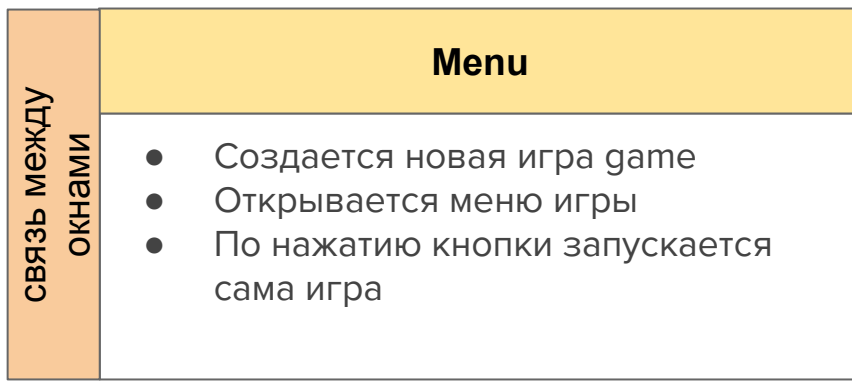 связь между
окнами
Menu
● Создается новая игра game
● Открывается меню игры
● По нажатию кнопки запускается
сама игра